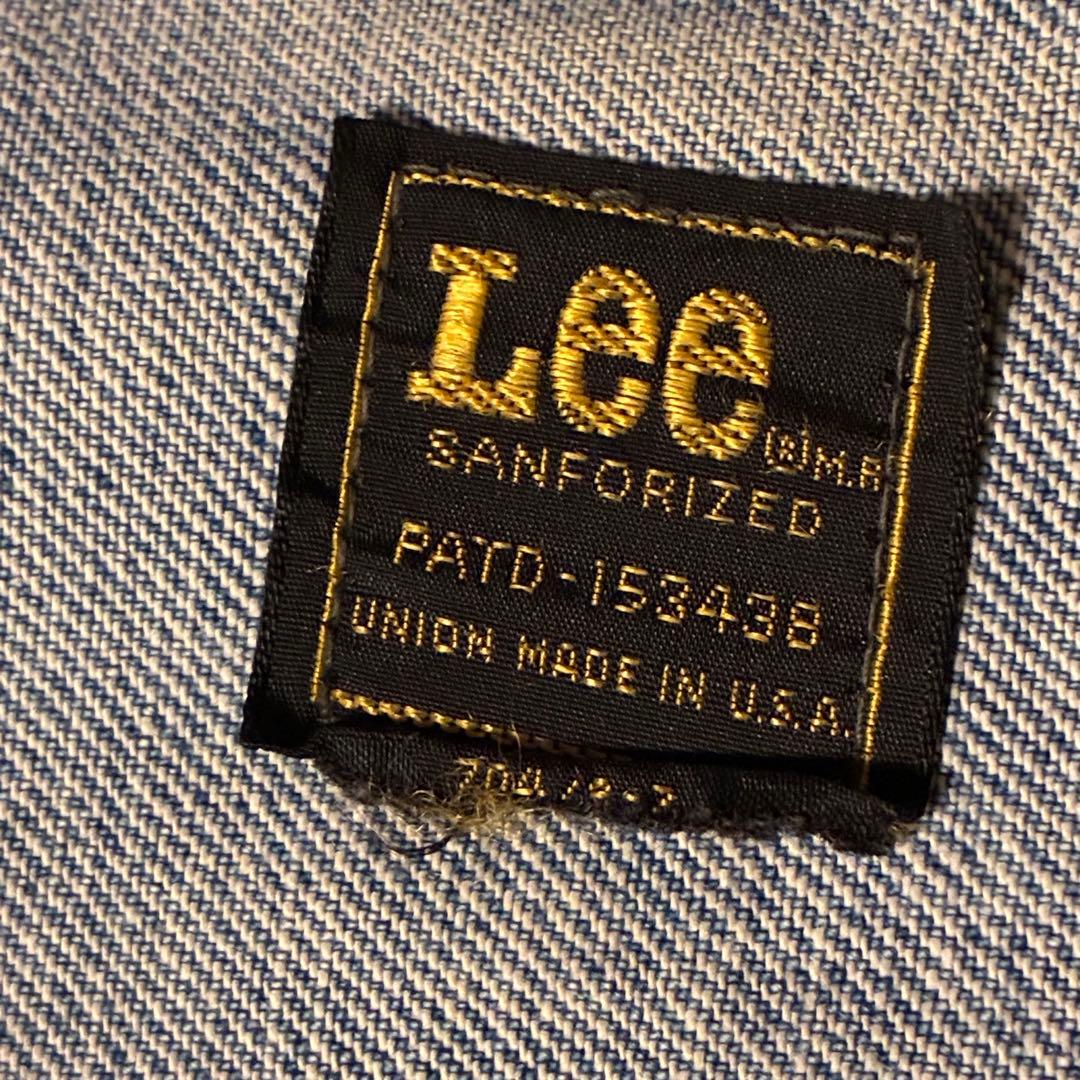 Lee ®M.R
SANFORIZED
PATD-153438
UNION MADE IN U.S.A.